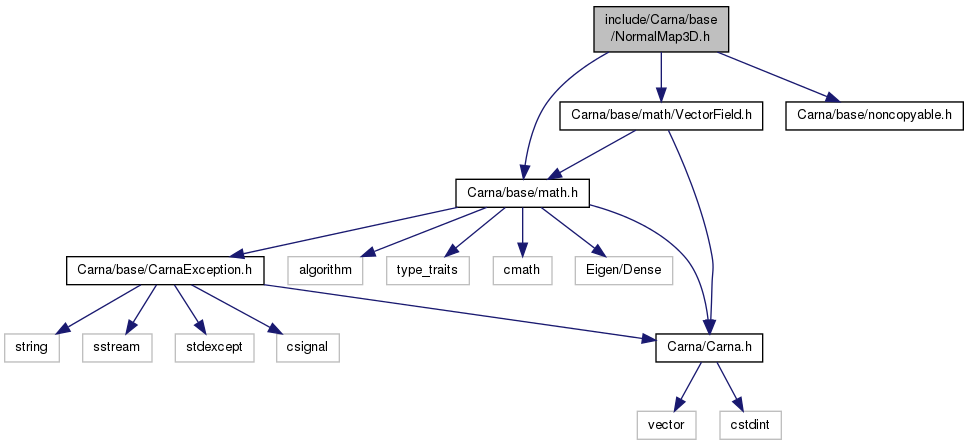 include/Carna/base
/NormalMap3D.h
Carna/base/math/VectorField.h
Carna/base/noncopyable.h
Carna/base/math.h
Carna/base/CarnaException.h
algorithm
type_traits
cmath
Eigen/Dense
string
sstream
stdexcept
csignal
Carna/Carna.h
vector
cstdint